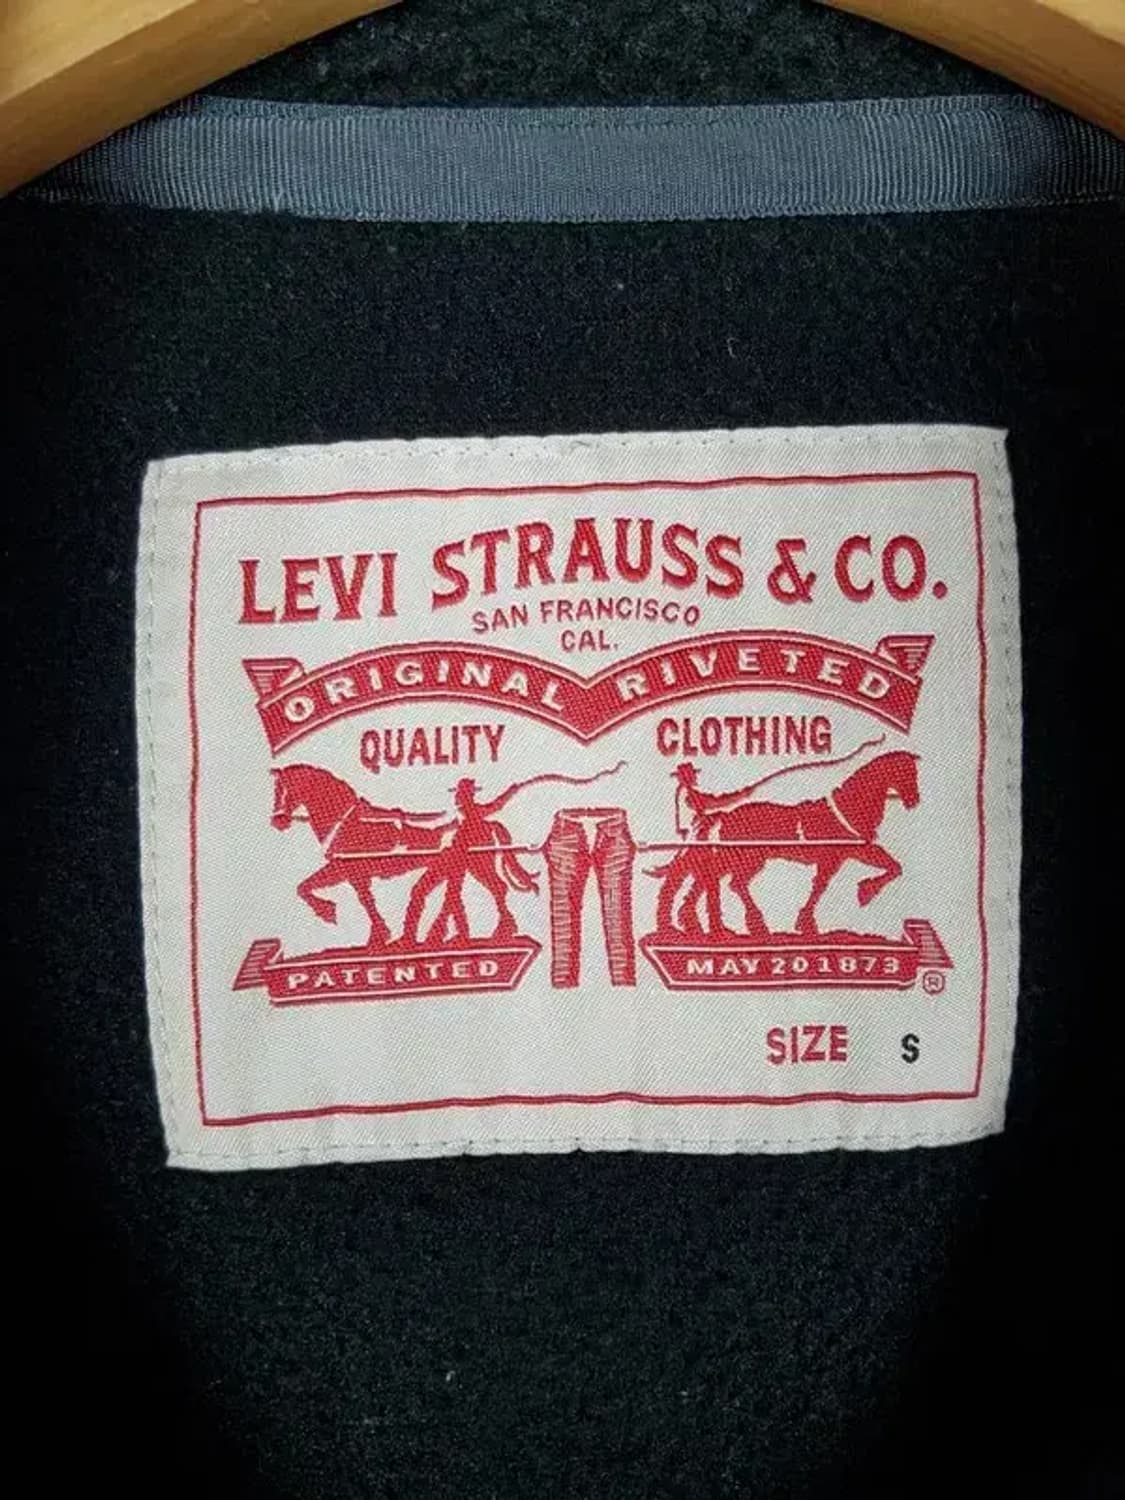 LEVI STRAUSS & CO.
SAN FRANCISCO
CAL.
ORIGINAL RIVETED
QUALITY CLOTHING
PATENTED MAY 20 1873
®
SIZE S